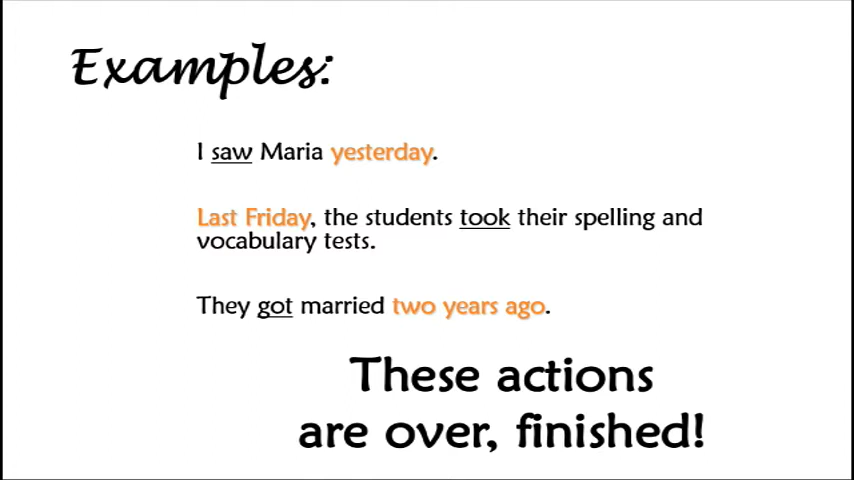 Examples:
I saw Maria yesterday.
Last Friday, the students took their spelling and
vocabulary tests.
They got married two years ago.
These actions
are over, finished!